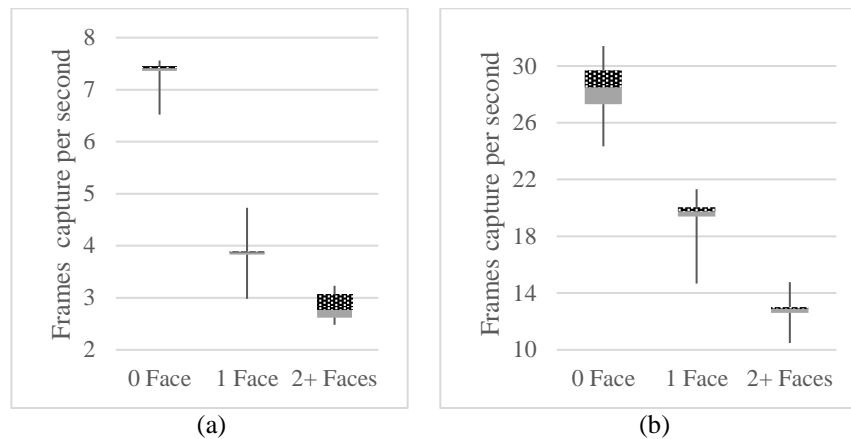 Frames capture per second
8
7
6
5
4
3
2
0 Face 1 Face 2+ Faces
(a)
Frames capture per second
30
26
22
18
14
10
0 Face 1 Face 2+ Faces
(b)